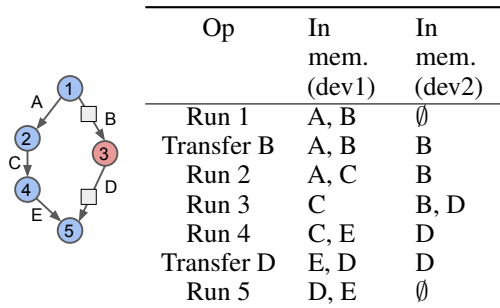 1
A
B
2
3
C
D
4
E
5
Op In In
mem. mem.
(dev1) (dev2)
Run 1 A, B ∅
Transfer B A, B B
Run 2 A, C B
Run 3 C B, D
Run 4 C, E D
Transfer D E, D D
Run 5 D, E ∅